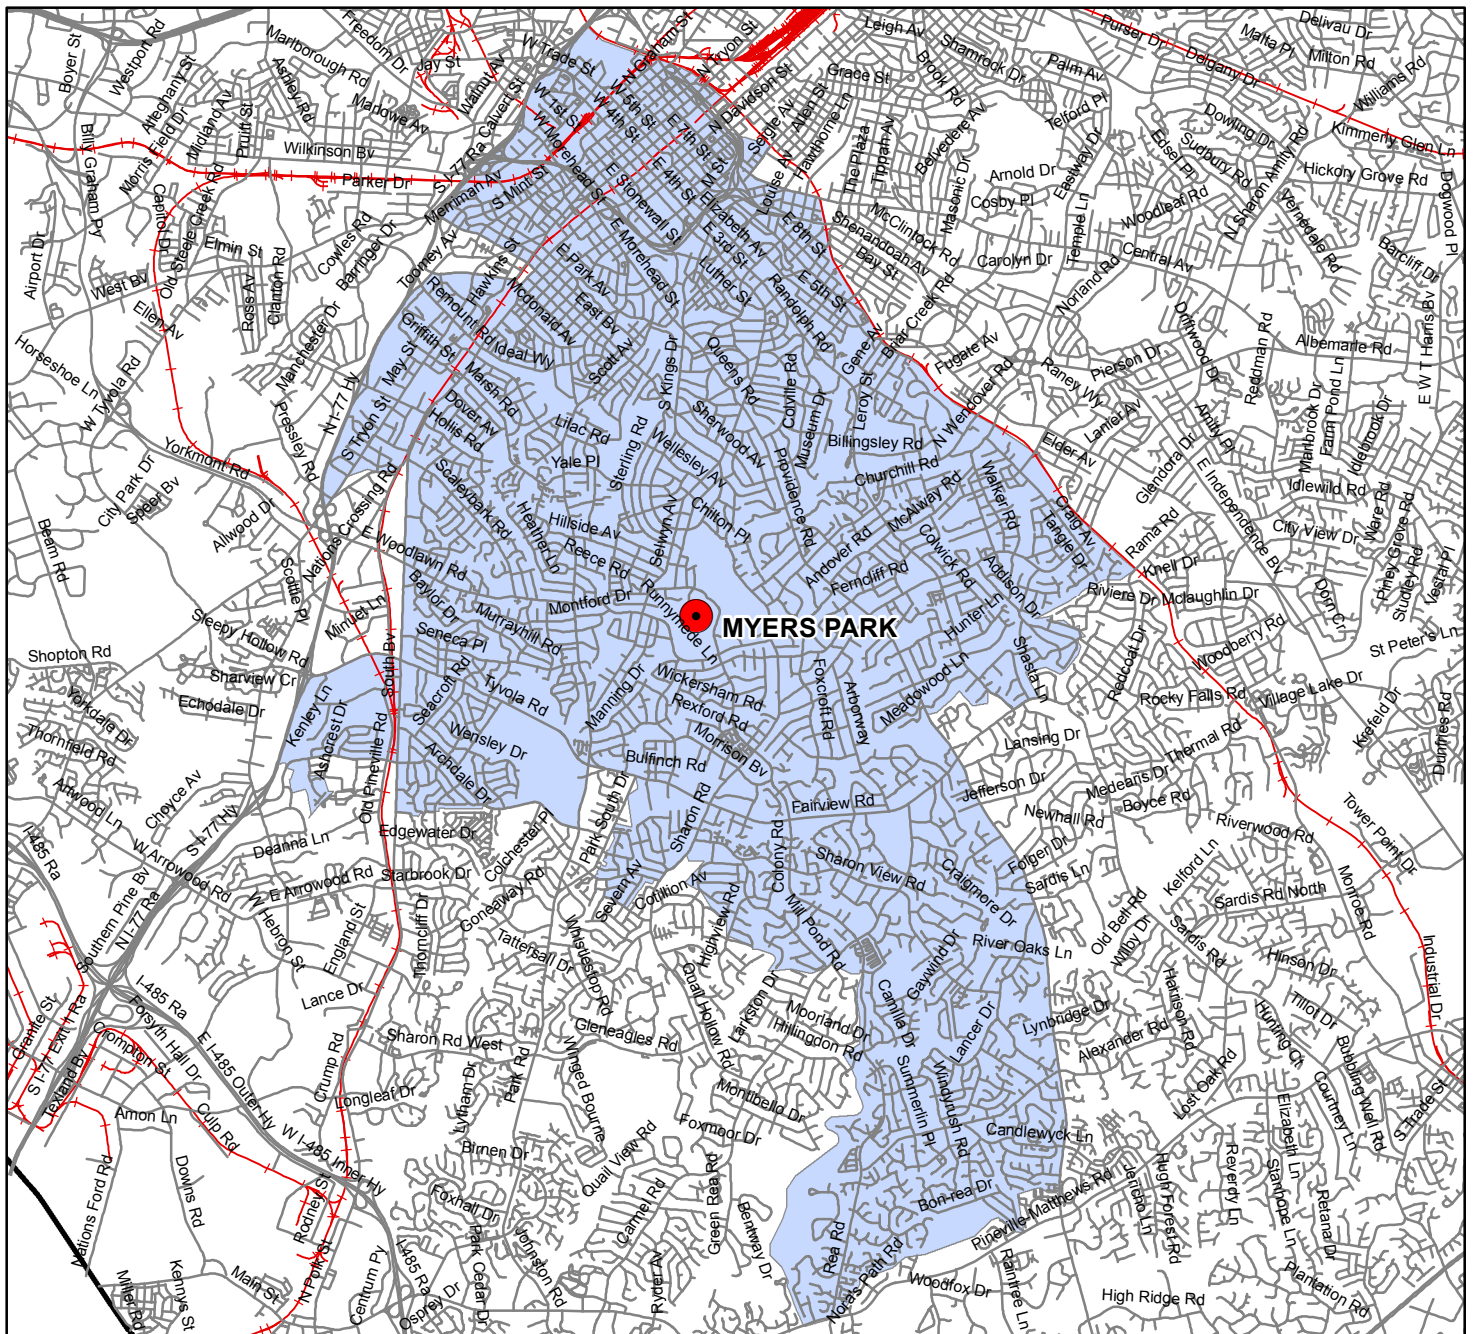 Boyer St
Westport Rd
Marlborough Rd
Freedom Dr
Jay St
Walnut Av
W Trade St
N Graham St
N Tryon St
Leigh Av
Shamrock Dr
Purser Dr
Delivau Dr
Malta Pl
Milton Rd
Delgany Dr
Williams Rd
Alleghany St
Ashley Rd
Marlowe Av
Calvert St
W 5th St
W 4th St
W 1st St
N Davidson St
Grace St
Allen St
Seigle Av
Brook Rd
Palm Av
Telford Pl
Dowling Dr
Kimmeny Glen Ln
Billy Graham Py
Morris Field Dr
Midland Av
Pruitt St
Wilkinson Bv
Parker Dr
S I-77 Ra
W Morehead St
E 7th St
E 4th St
M St
Hawthorne Ln
Louise Av
The Plaza
Tippah Av
Belvedere Av
Masonic Dr
Arnold Dr
Cosby Pl
Eastway Dr
Edsel Pl
Sudbury Rd
N Sharon Amity Rd
Hickory Grove Rd
Dogwood Pl
Airport Dr
Capitol Dr
Old Steele Creek Rd
Elmin St
Cowles Rd
Barringer Dr
Merriman Av
S Mint St
E Stonewall St
Elizabeth Av
E 3rd St
E 8th St
McClintock Rd
Shenandoah Av
Bay St
Carolyn Dr
Temple Ln
Woodleaf Rd
Central Av
Vernedale Rd
Barcliff Dr
West Bv
Ross Av
Clanton Rd
Toomey Av
Hawkins St
E Park Av
E Morehead St
Luther St
E 5th St
Randolph Rd
Briar Creek Rd
Norland Rd
Driftwood Dr
E W T Harris Bv
Ellen Av
Manchester Dr
Remount Rd
Mcdonald Av
East Bv
Gene Av
Fugate Av
Pierson Dr
Reddman Rd
Albemarle Rd
Horseshoe Ln
W Tyvola Rd
Griffith St
May St
Ideal Wy
Scott Av
S Kings Dr
Queens Rd
Colville Rd
Museum Dr
Leroy St
Raney Wy
Lanier Av
Amity Pl
Marlbrook Dr
Farm Pond Ln
Idlebrook Dr
N I-77 Hy
Pressley Rd
S Tryon St
Marsh Rd
Dover Av
Hollis Rd
Lilac Rd
Yale Pl
Sterling Rd
Wellesley Av
Sherwood Av
Providence Rd
Billingsley Rd
Churchill Rd
N Wendover Rd
Elder Av
Glendora Dr
E Independence Bv
Yorkmont Rd
City Park Dr
Speer Bv
Allwood Dr
Nations Crossing Rd
Scaleybark Rd
Heather Ln
Hillside Av
Reece Rd
Selwyn Av
Chilton Pl
Andover Rd
McAlway Rd
Walker Rd
Craig Av
Tangle Dr
Rama Rd
Idlewild Rd
City View Dr
Ware Rd
Piney Grove Rd
Studley Rd
Vestal Pl
Beam Rd
Scottie Pl
E Woodlawn Rd
Baylor Dr
Montford Dr
Runnymede Ln
Ferncliff Rd
Colwick Rd
Addison Dr
Knell Dr
Riviere Dr
Mclaughlin Dr
Dorn Cr
Sleepy Hollow Rd
Minuet Ln
Seneca Pl
Murrayhill Rd
MYERS PARK
Hunter Ln
Shasta Ln
Redcoat Dr
Woodberry Rd
St Peter's Ln
Shopton Rd
Sharview Cr
Echodale Dr
Yorkdale Dr
Thornfield Rd
Kenley Ln
Ashcrest Dr
South Bv
Old Pineville Rd
Seacroft Rd
Tyvola Rd
Wensley Dr
Archdale Dr
Manning Dr
Wickersham Rd
Rexford Rd
Morrison Bv
Bulfinch Rd
Foxcroft Rd
Arborway
Meadowood Ln
Lansing Dr
Rocky Falls Rd
Village Lake Dr
Thermal Rd
Krefeld Dr
Dunfries Rd
Antwood Ln
Choyce Av
S I-77 Hy
Park South Dr
Sharon Rd
Fairview Rd
Jefferson Dr
Medeans Dr
Boyce Rd
Newhall Rd
Riverwood Rd
Tower Point Dr
I-485 Ra
W Arrowood Rd
Deanna Ln
Edgewater Dr
Colchester Pl
E Arrowood Rd
Starbrook Dr
Goneaway Rd
Severn Av
Cotillion Av
Colony Rd
Sharon View Rd
Craigmore Dr
Folger Dr
Sardis Ln
Kelford Ln
Sardis Rd North
Monroe Rd
Southern Pine Bv
N I-77 Ra
W Hebron St
England St
Thorncliff Dr
Tattersall Dr
Whistlestop Rd
Highview Rd
Mill Pond Rd
Gaywind Dr
River Oaks Ln
Old Bell Rd
Wilby Dr
Sardis Rd
Hinson Dr
Industrial Dr
Granite St
S I-77 Exit 1 Ra
Texland Bv
I-485 Ra
Lance Dr
Forsyth Hall Dr
Compton St
E I-485 Outer Hy
Crump Rd
Sharon Rd West
Gleneagles Rd
Quail Hollow Rd
Larkston Dr
Moorland Dr
Hillingdon Rd
Camilla Dr
Lancer Dr
Lynbridge Dr
Alexander Rd
Harrison Rd
Tillot Dr
Hunting Ch
Bubbling Well Rd
Longleaf Dr
Lytham Dr
Park Rd
Winged Bourne
Montibello Dr
Summerlin Pl
Windyrush Rd
Lost Oak Rd
Courtney Ln
S Trade St
Amon Ln
Culp Rd
W I-485 Inner Hy
Birnen Dr
Foxmoor Dr
Candlewyck Ln
Elizabeth Ln
Nations Ford Rd
Downs Rd
Rodney St
Foxhall Dr
Quail View Rd
Carmel Rd
Green Rea Rd
Bentway Dr
Bon-rea Dr
Pineville-Matthews Rd
Jericho Ln
Hugh Forest Rd
Reverdy Ln
Stanhope Ln
Retana Dr
Rea Rd
Nora's Path Rd
Miller Rd
Kennys St
Main St
N Polk St
Centrum Py
I-485 Ra
Osprey Dr
Park Cedar Dr
Johnston Rd
River Av
Woodfox Dr
Raintree Ln
High Ridge Rd
Plantation Rd